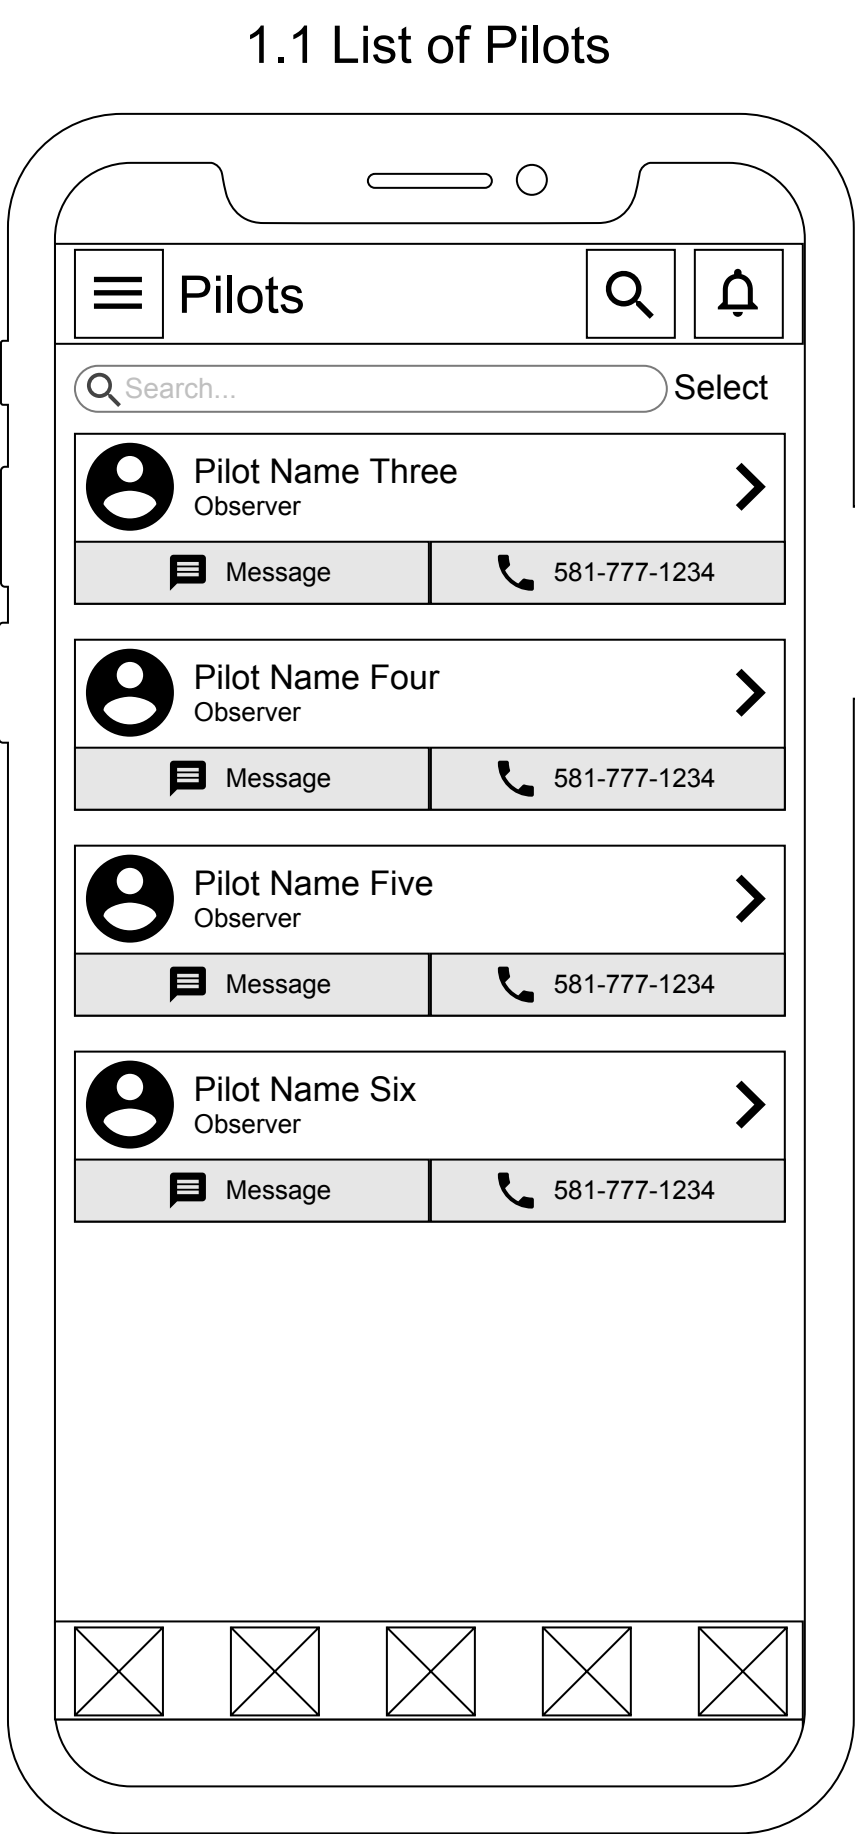 1.1 List of Pilots
Pilots
Search...
Select
Pilot Name Three
Observer
Message
581-777-1234
Pilot Name Four
Observer
Message
581-777-1234
Pilot Name Five
Observer
Message
581-777-1234
Pilot Name Six
Observer
Message
581-777-1234